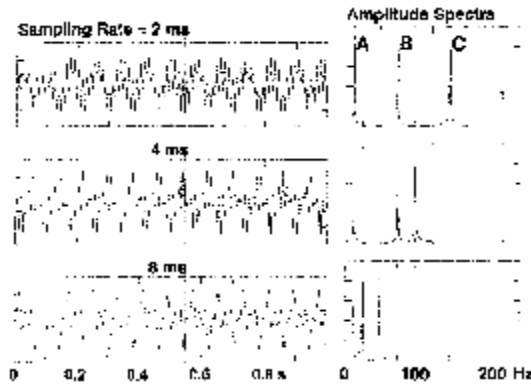 Amplitude Spectra
Sampling Rate = 2 ms
A B C
4 ms
8 ms
0 0.2 0.4 0.6 0.8 s 0 100 200 Hz